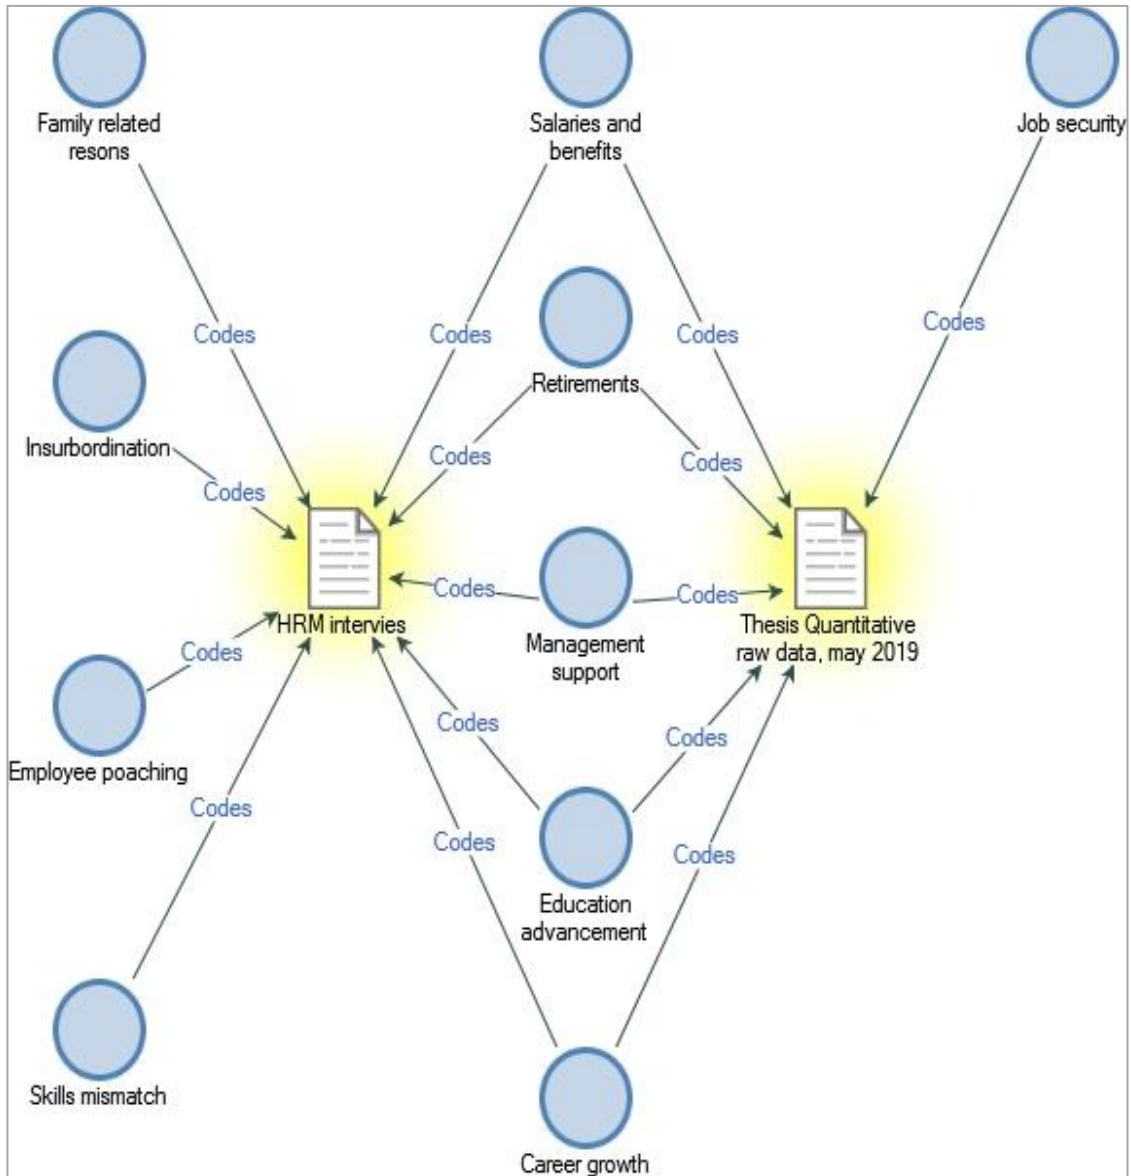 Family related
resons
Salaries and
benefits
Job security
Codes
Codes
Codes
Codes
Retirements
Insurbordination
Codes
Codes
Codes
Codes
Codes
HRM intervies
Thesis Quantitative
raw data, may 2019
Management
support
Codes
Employee poaching
Codes
Codes
Codes
Codes
Codes
Education
advancement
Skills mismatch
Career growth